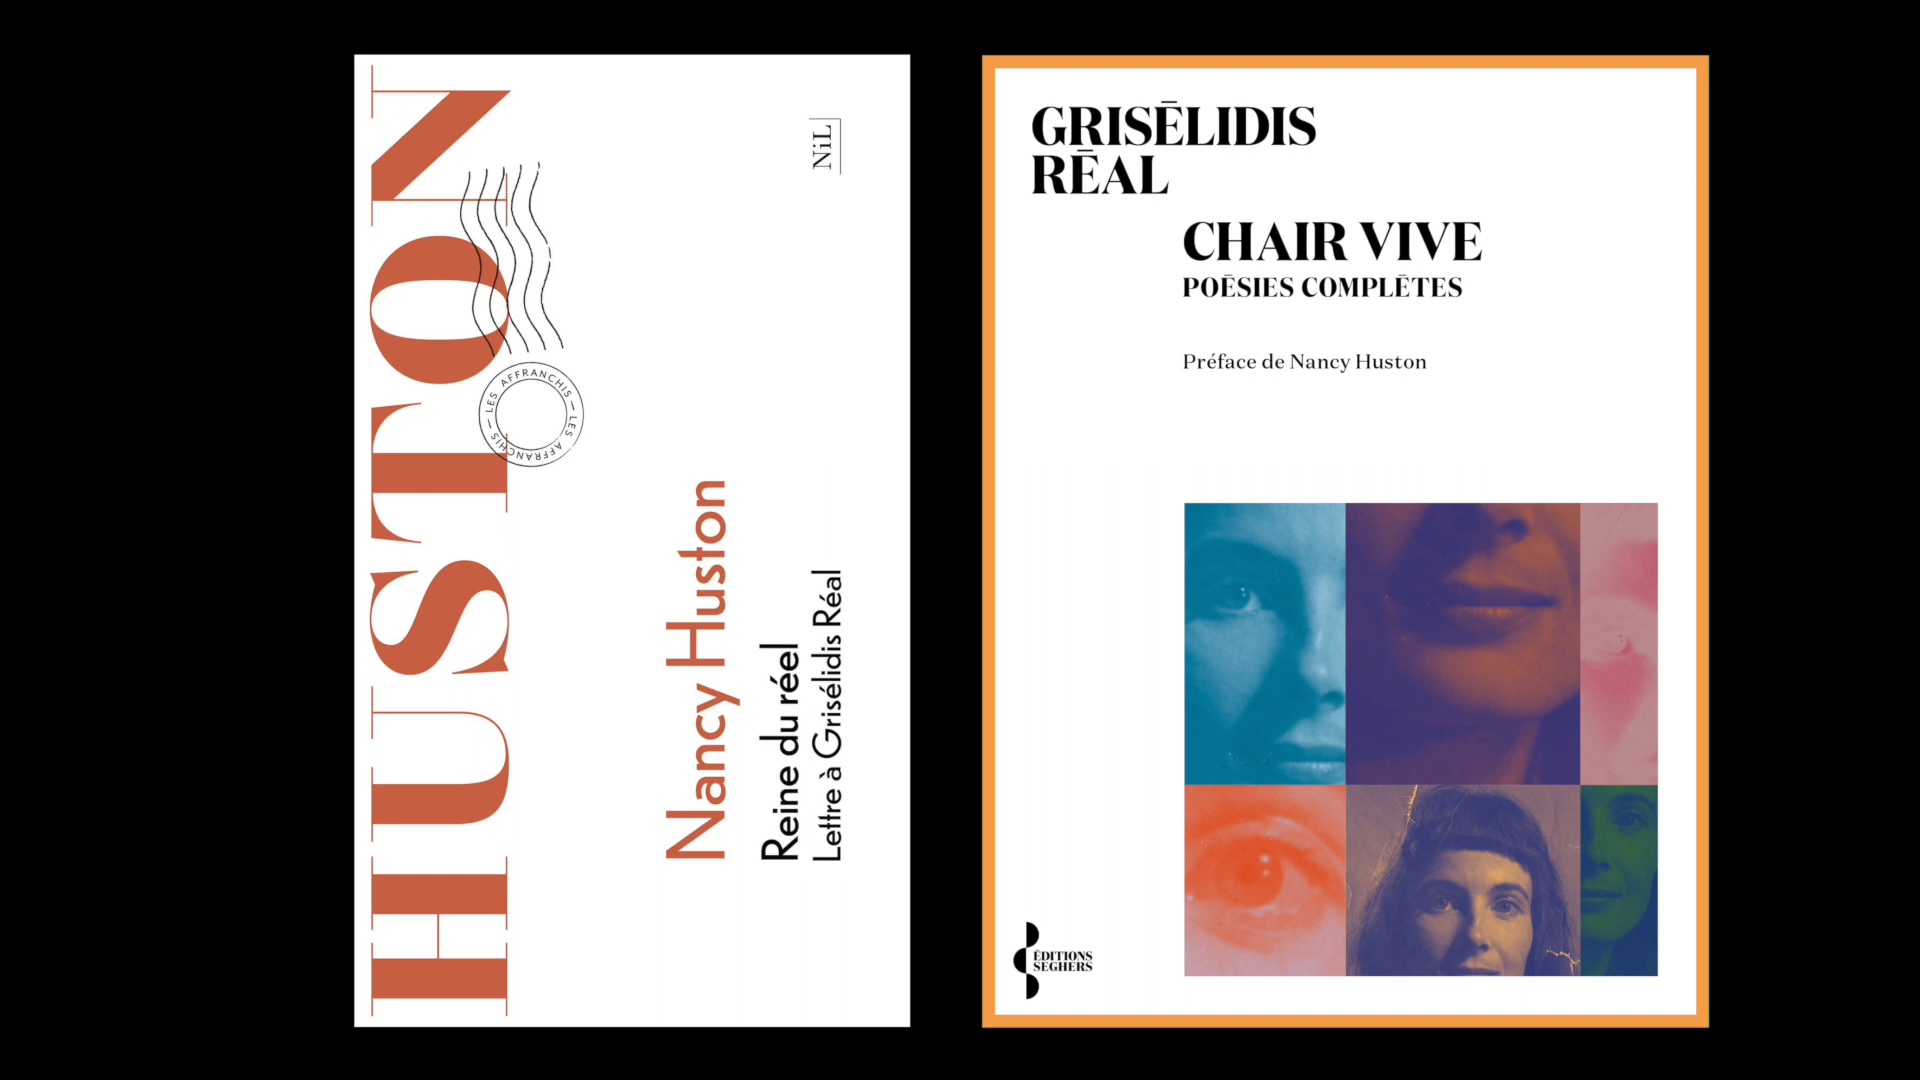 HUSTON
LES AFFRANCHIS — LES AFFRANCHIS —
NiL
Nancy Huston
Reine du réel
Lettre à Grisélidis Réal
GRISĒLIDIS
RĒAL
CHAIR VIVE
POĒSIES COMPLĒTES
Préface de Nancy Huston
ĒDITIONS
SEGHERS